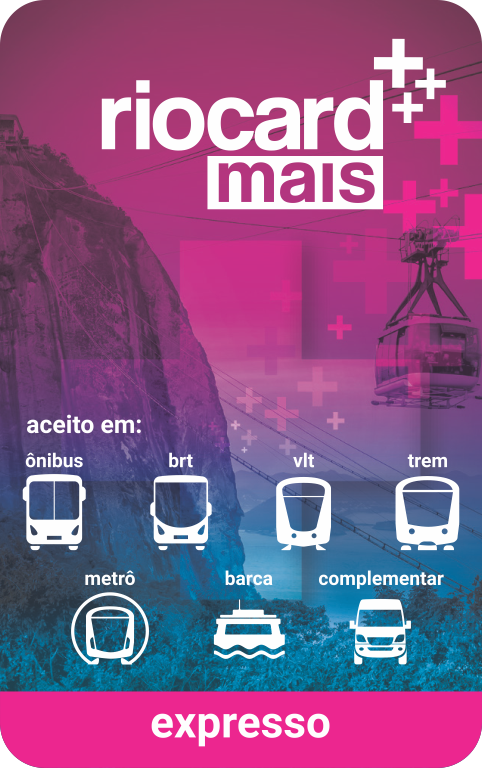 riocard
mais
aceito em:
ônibus brt vlt trem
metrô barca complementar
expresso